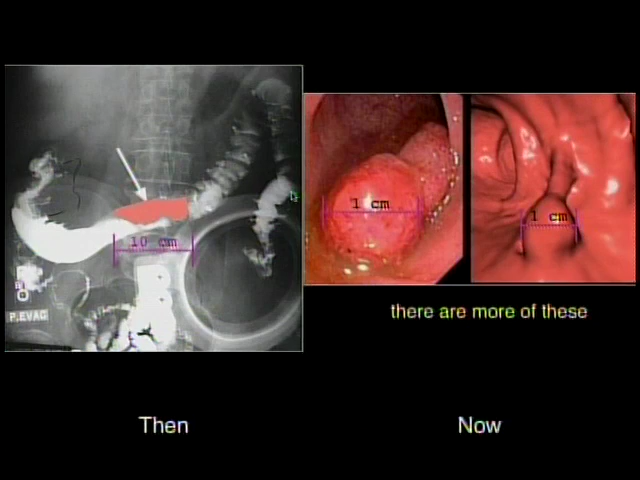 10 cm
P.EVAC
1 cm
1 cm
there are more of these
Then
Now